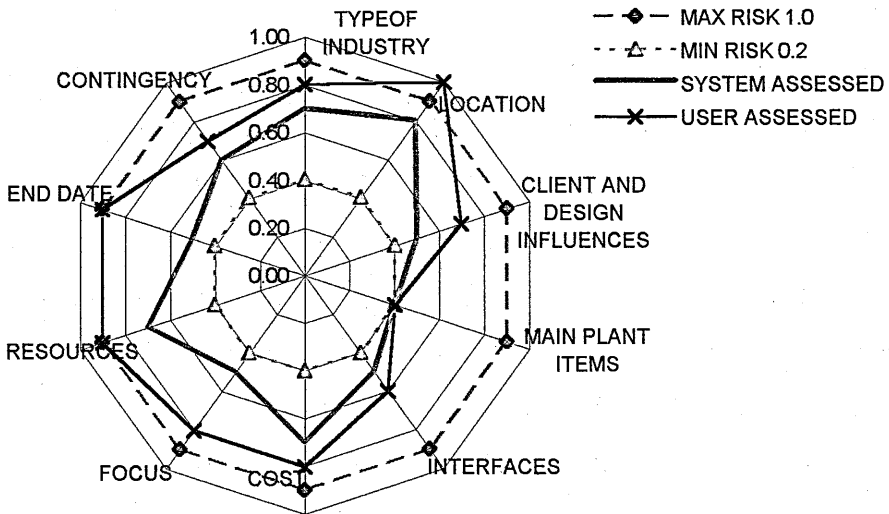 TYPEOF
INDUSTRY
LOCATION
CLIENT AND
DESIGN
INFLUENCES
MAIN PLANT
ITEMS
INTERFACES
COST
FOCUS
RESOURCES
END DATE
CONTINGENCY
1.00
0.80
0.60
0.40
0.20
0.00
MAX RISK 1.0
MIN RISK 0.2
SYSTEM ASSESSED
USER ASSESSED